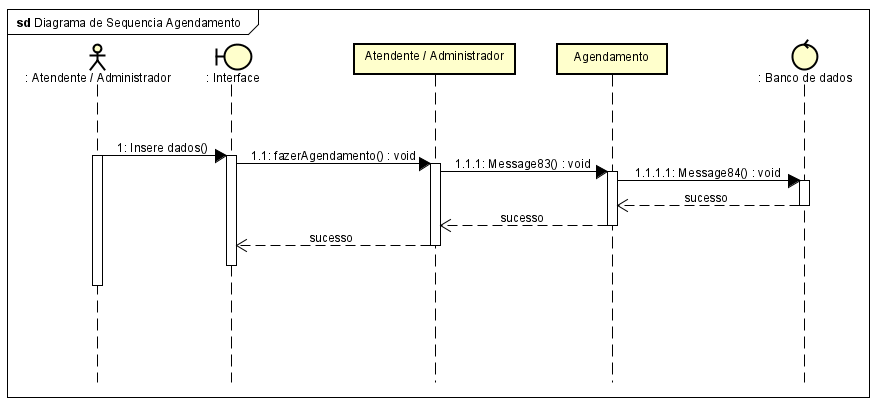 sd Diagrama de Sequencia Agendamento
: Atendente / Administrador
: Interface
Atendente / Administrador
Agendamento
: Banco de dados
1: Insere dados()
1.1: fazerAgendamento() : void
1.1.1: Message83() : void
1.1.1.1: Message84() : void
sucesso
sucesso
sucesso